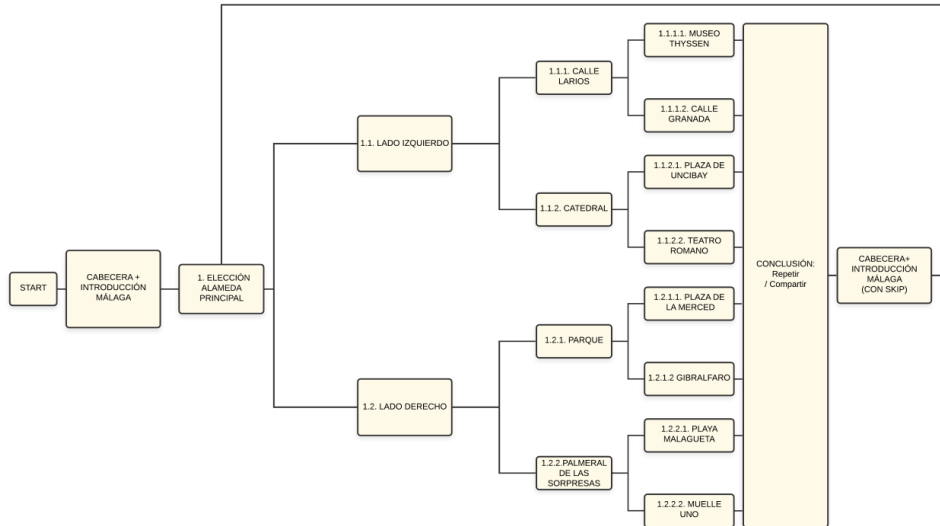 START
CABECERA +
INTRODUCCIÓN
MÁLAGA
1. ELECCIÓN
ALAMEDA
PRINCIPAL
1.1. LADO IZQUIERDO
1.1.1. CALLE
LARIOS
1.1.1.1. MUSEO
THYSSEN
1.1.1.2. CALLE
GRANADA
1.1.2. CATEDRAL
1.1.2.1. PLAZA DE
UNCIBAY
1.1.2.2. TEATRO
ROMANO
1.2. LADO DERECHO
1.2.1. PARQUE
1.2.1.1. PLAZA DE
LA MERCED
1.2.1.2 GIBRALFARO
1.2.2.PALMERAL
DE LAS
SORPRESAS
1.2.2.1. PLAYA
MALAGUETA
1.2.2.2. MUELLE
UNO
CONCLUSIÓN:
Repetir
/ Compartir
CABECERA+
INTRODUCCIÓN
MÁLAGA
(CON SKIP)